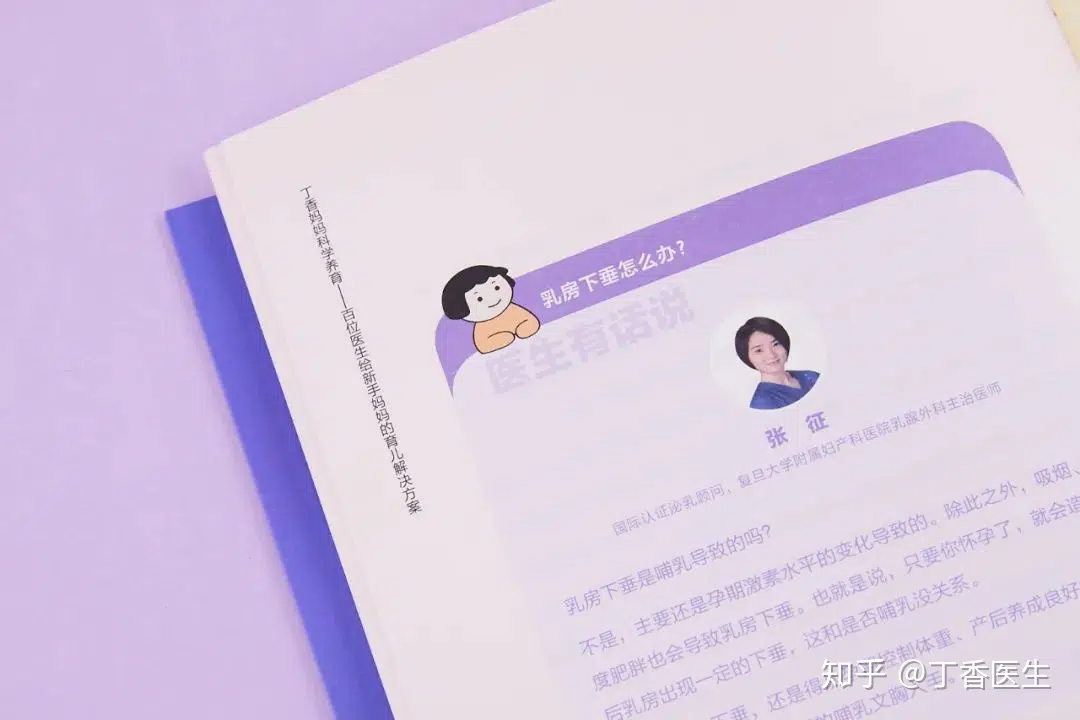 丁香妈妈科学养育——百位医生给新手妈妈的育儿解决方案
乳房下垂怎么办？
医生有话说
张 征
国际认证泌乳顾问，复旦大学附属妇产科医院乳腺外科主治医师
乳房下垂是哺乳导致的吗？
不是，主要还是孕期激素水平的变化导致的。除此之外，吸烟、
度肥胖也会导致乳房下垂。也就是说，只要你怀孕了，就会造
后乳房出现一定的下垂，这和是否哺乳没关系。
下垂，还是得 控制体重、产后养成良好
的哺乳文胸
知乎 @丁香医生